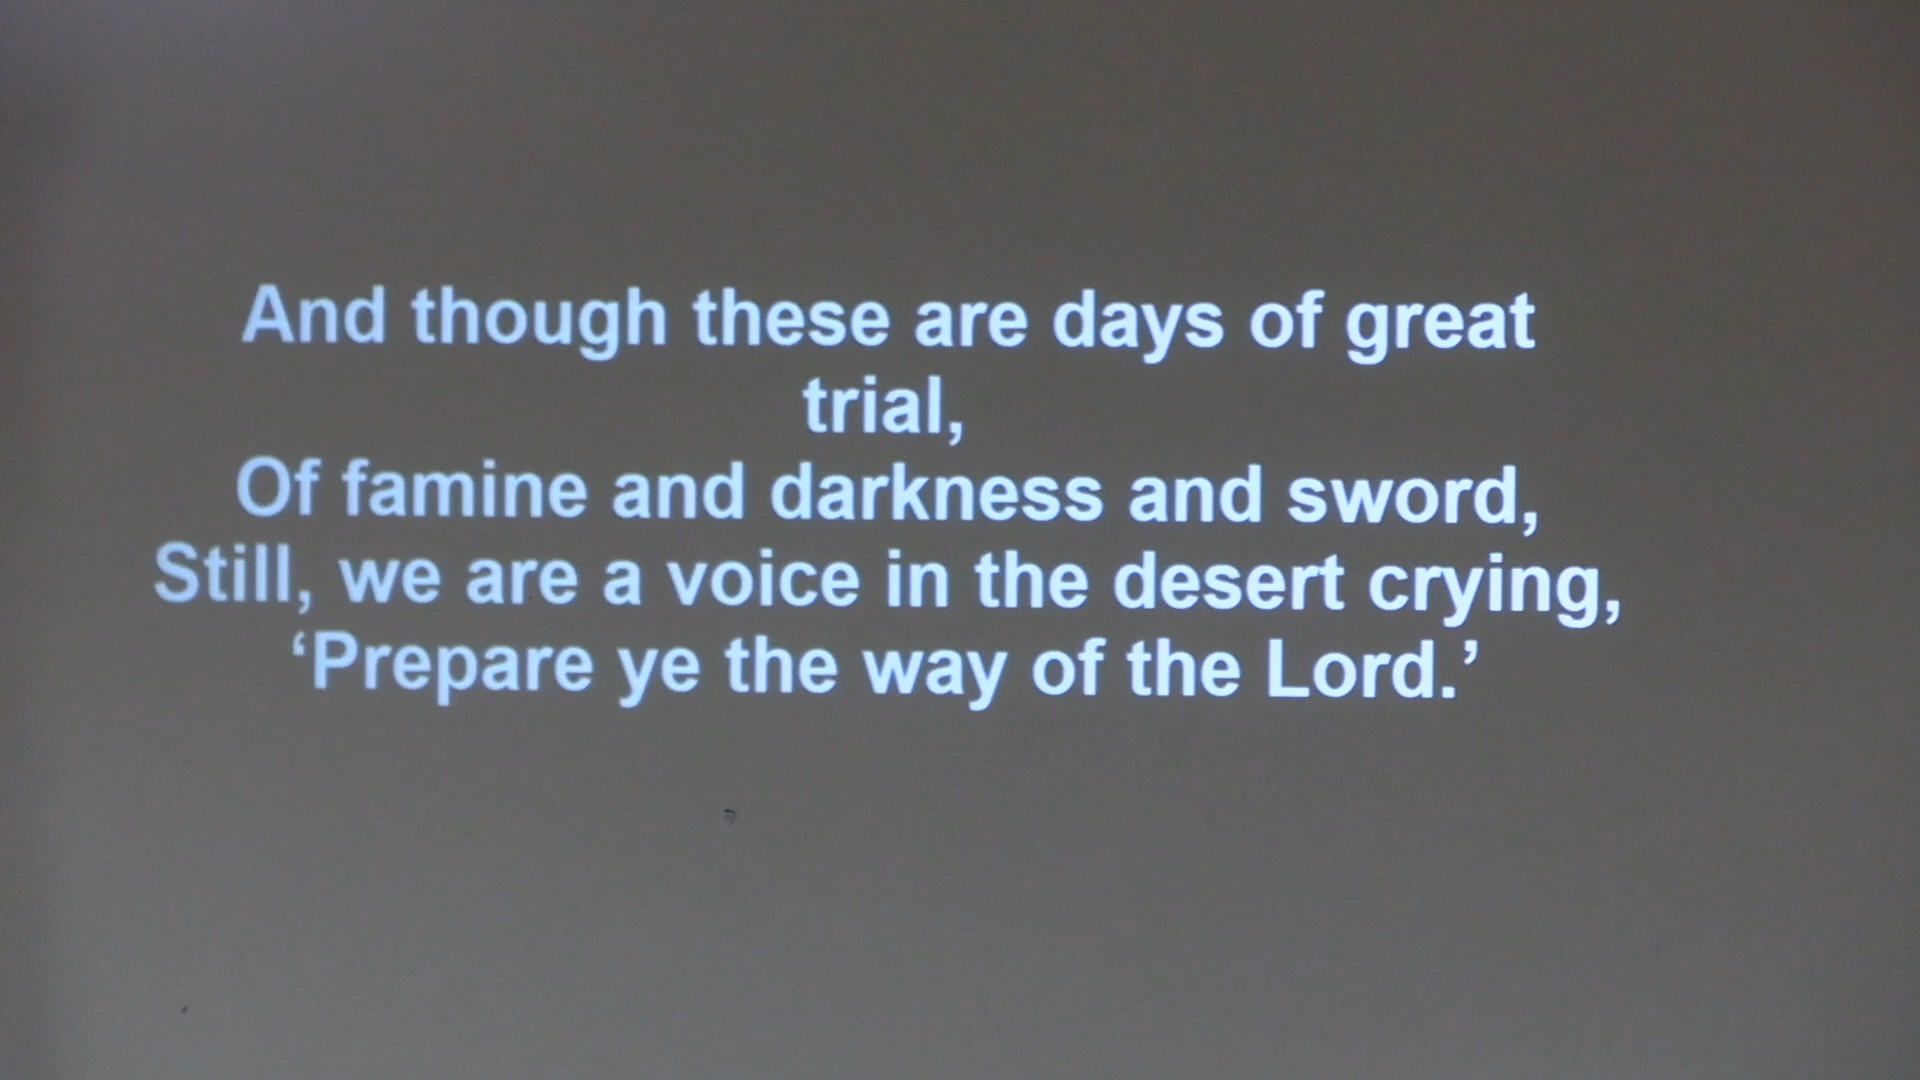 And though these are days of great
trial,
Of famine and darkness and sword,
Still, we are a voice in the desert crying,
‘Prepare ye the way of the Lord.’